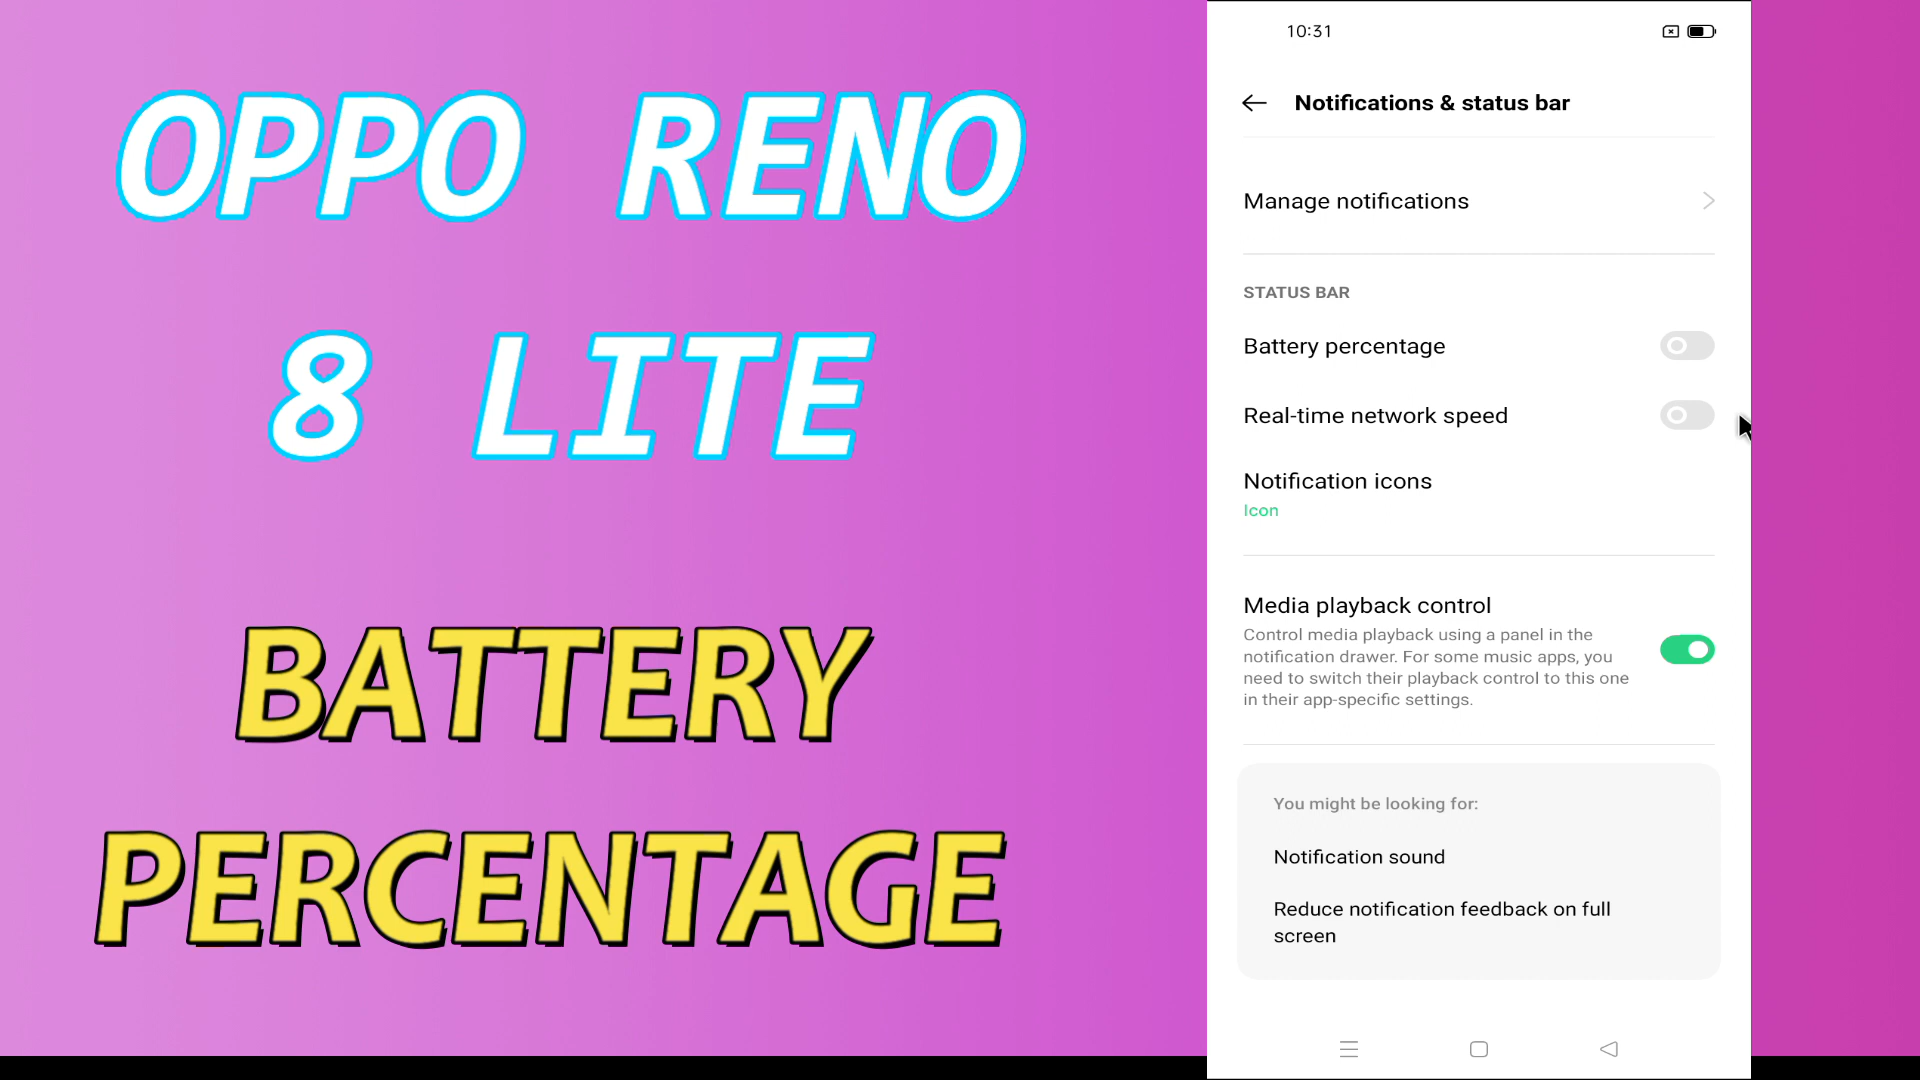 OPPO RENO
8 LITE
BATTERY
PERCENTAGE
10:31
Notifications & status bar
Manage notifications
STATUS BAR
Battery percentage
Real-time network speed
Notification icons
Icon
Media playback control
Control media playback using a panel in the
notification drawer. For some music apps, you
need to switch their playback control to this one
in their app-specific settings.
You might be looking for:
Notification sound
Reduce notification feedback on full
screen